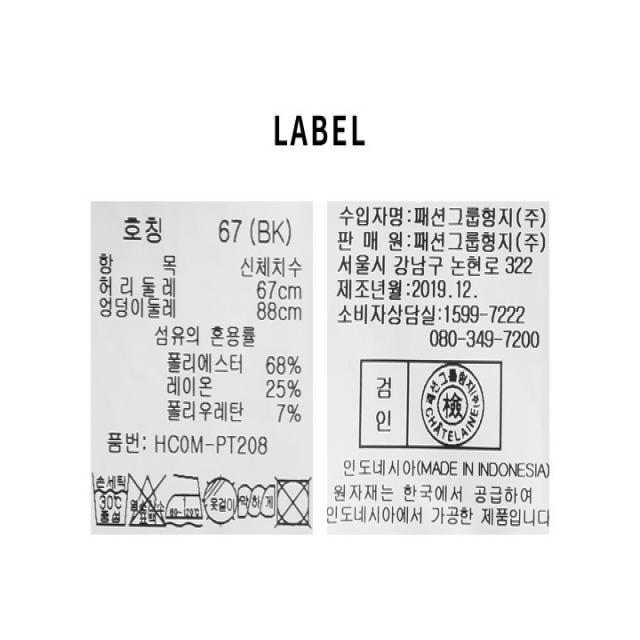 LABEL
호칭 67 (BK)
항 목 신체치수
허리둘레 67cm
엉덩이둘레 88cm
섬유의 혼용률
폴리에스터 68%
레이온 25%
폴리우레탄 7%
품번: HCOM-PT208
손세탁
30℃
중성
염소산소
표백
1
80~120℃
옷걸이
약하게
수입자명:패션그룹형지(주)
판 매 원:패션그룹형지(주)
서울시 강남구 논현로 322
제조년월:2019.12.
소비자상담실:1599-7222
080-349-7200
검인
패션그룹형지(주)
檢
CHATELAINE
인도네시아(MADE IN INDONESIA)
원자재는 한국에서 공급하여
인도네시아에서 가공한 제품입니다